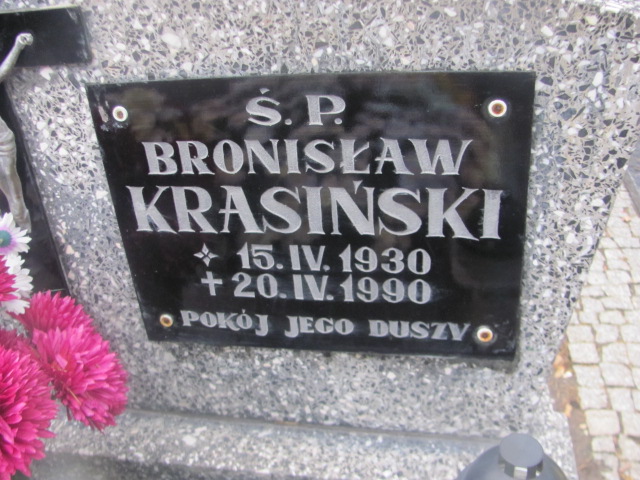 Ś. P.
BRONISŁAW
KRASIŃSKI
15. IV. 1930
+ 20. IV. 1990
POKÓJ JEGO DUSZY